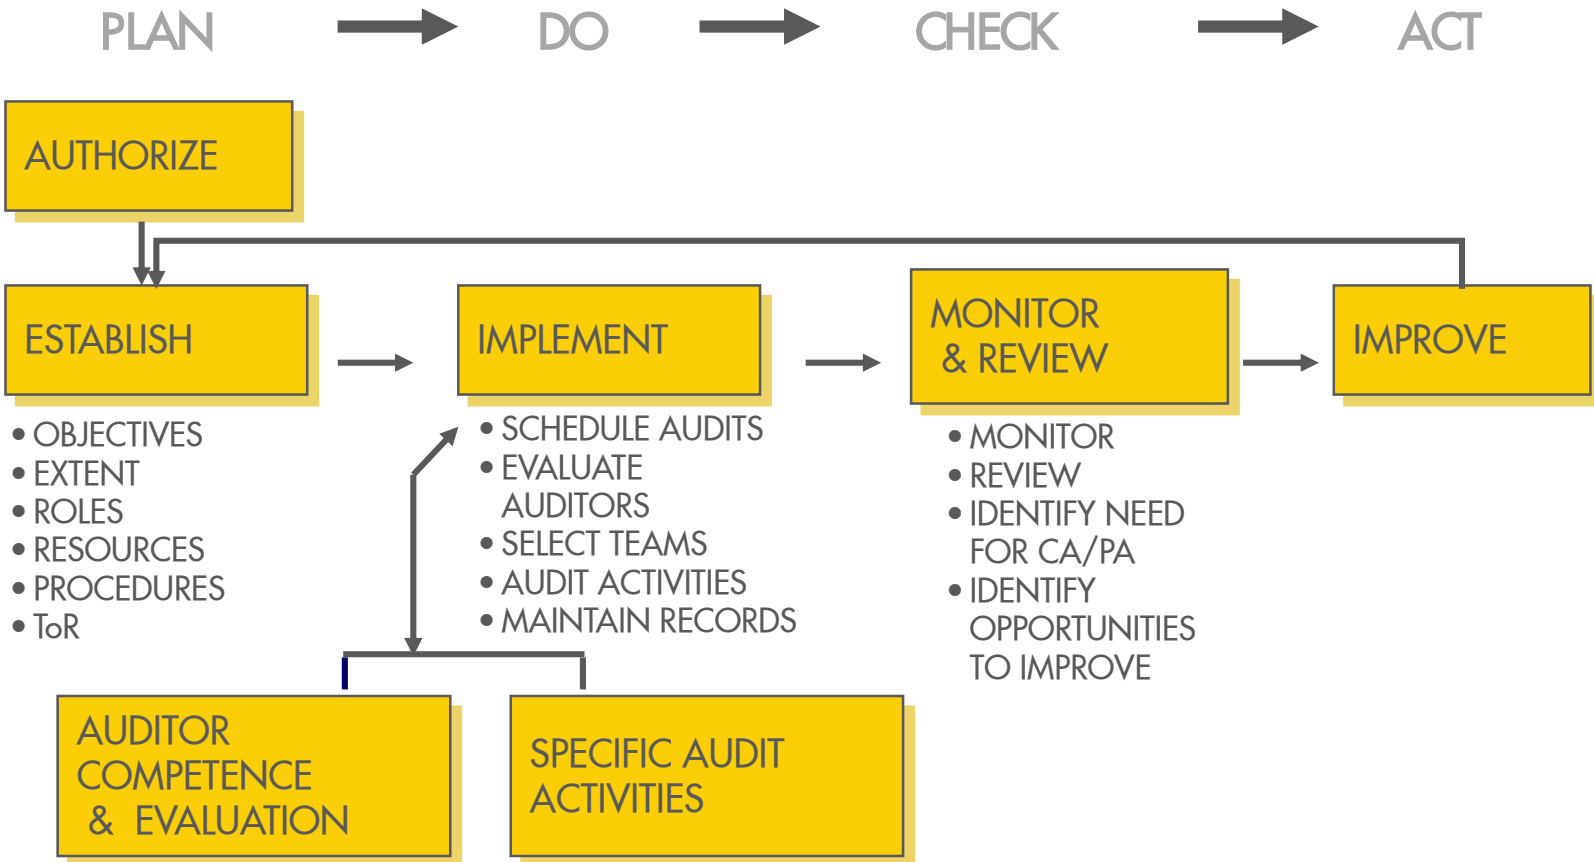 PLAN
DO
CHECK
ACT
AUTHORIZE
ESTABLISH
• OBJECTIVES
• EXTENT
• ROLES
• RESOURCES
• PROCEDURES
• ToR
IMPLEMENT
• SCHEDULE AUDITS
• EVALUATE
AUDITORS
• SELECT TEAMS
• AUDIT ACTIVITIES
• MAINTAIN RECORDS
MONITOR
& REVIEW
• MONITOR
• REVIEW
• IDENTIFY NEED
FOR CA/PA
• IDENTIFY
OPPORTUNITIES
TO IMPROVE
IMPROVE
AUDITOR
COMPETENCE
& EVALUATION
SPECIFIC AUDIT
ACTIVITIES